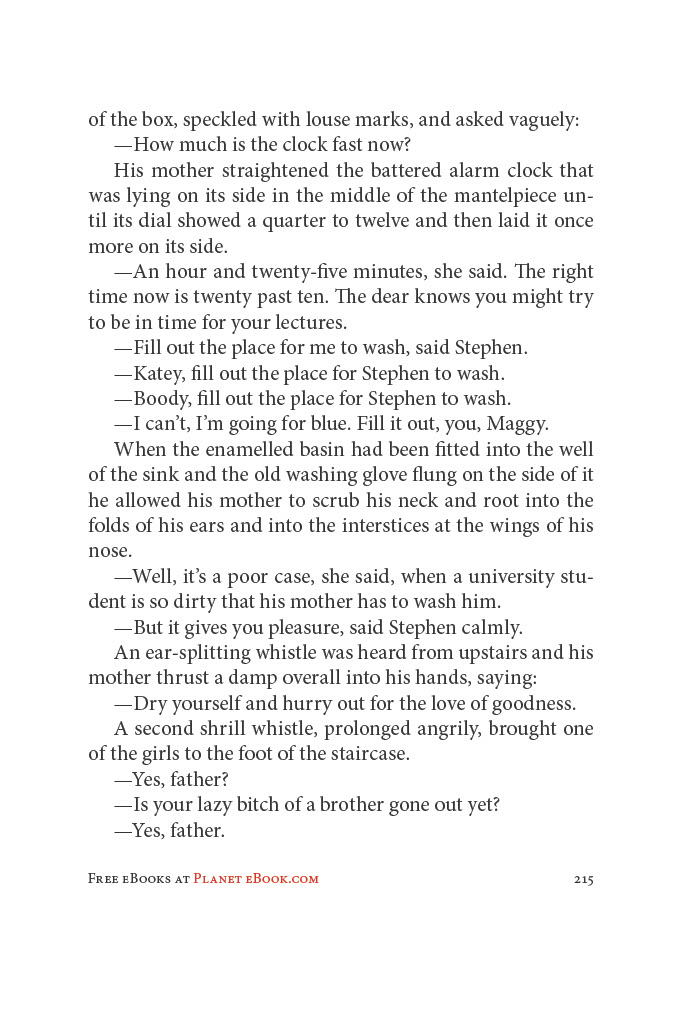 of the box, speckled with louse marks, and asked vaguely:
—How much is the clock fast now?
His mother straightened the battered alarm clock that
was lying on its side in the middle of the mantelpiece un-
til its dial showed a quarter to twelve and then laid it once
more on its side.
—An hour and twenty-five minutes, she said. The right
time now is twenty past ten. The dear knows you might try
to be in time for your lectures.
—Fill out the place for me to wash, said Stephen.
—Katey, fill out the place for Stephen to wash.
—Boody, fill out the place for Stephen to wash.
—I can’t, I’m going for blue. Fill it out, you, Maggy.
When the enamelled basin had been fitted into the well
of the sink and the old washing glove flung on the side of it
he allowed his mother to scrub his neck and root into the
folds of his ears and into the interstices at the wings of his
nose.
—Well, it’s a poor case, she said, when a university stu-
dent is so dirty that his mother has to wash him.
—But it gives you pleasure, said Stephen calmly.
An ear-splitting whistle was heard from upstairs and his
mother thrust a damp overall into his hands, saying:
—Dry yourself and hurry out for the love of goodness.
A second shrill whistle, prolonged angrily, brought one
of the girls to the foot of the staircase.
—Yes, father?
—Is your lazy bitch of a brother gone out yet?
—Yes, father.
Free eBooks at Planet eBook.com 215